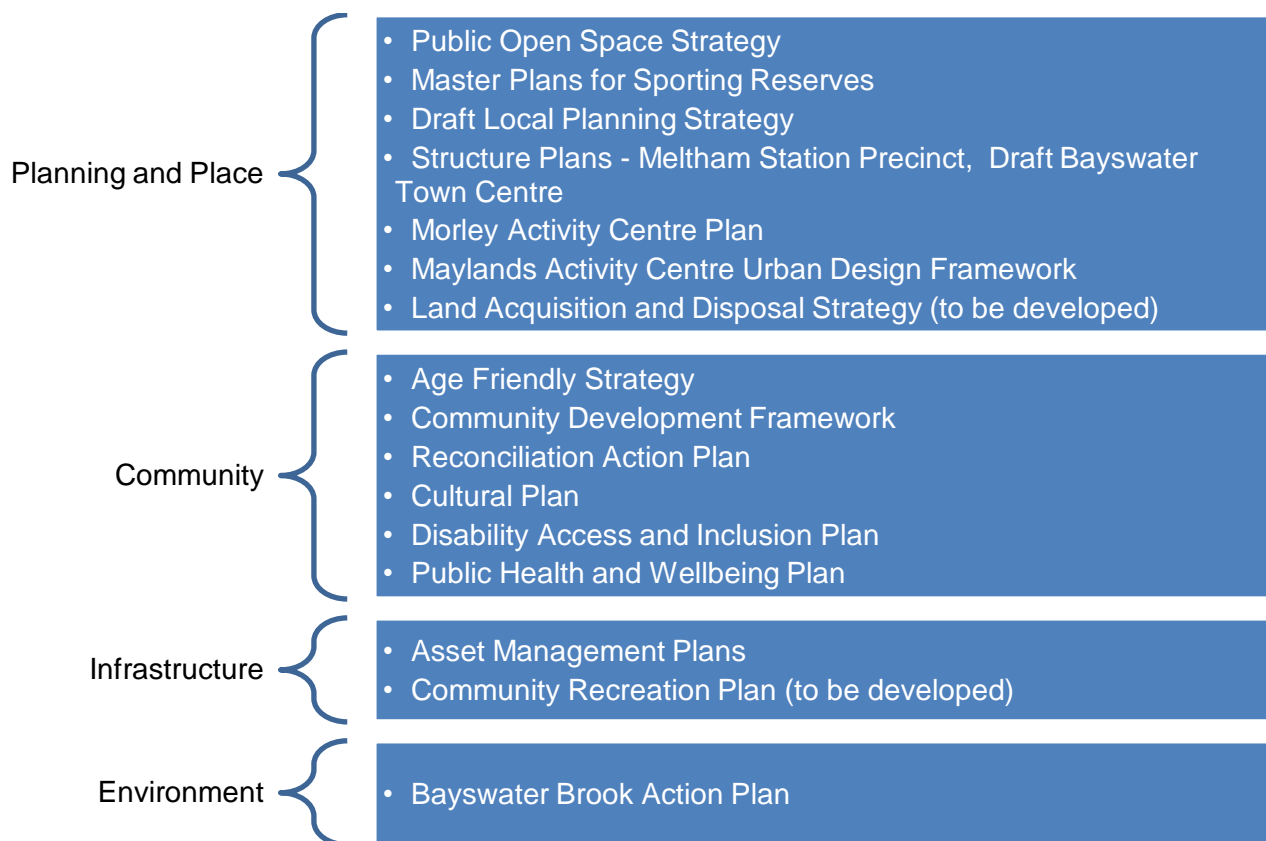 Planning and Place
• Public Open Space Strategy
• Master Plans for Sporting Reserves
• Draft Local Planning Strategy
• Structure Plans - Meltham Station Precinct, Draft Bayswater
Town Centre
• Morley Activity Centre Plan
• Maylands Activity Centre Urban Design Framework
• Land Acquisition and Disposal Strategy (to be developed)
Community
• Age Friendly Strategy
• Community Development Framework
• Reconciliation Action Plan
• Cultural Plan
• Disability Access and Inclusion Plan
• Public Health and Wellbeing Plan
Infrastructure
• Asset Management Plans
• Community Recreation Plan (to be developed)
Environment
• Bayswater Brook Action Plan